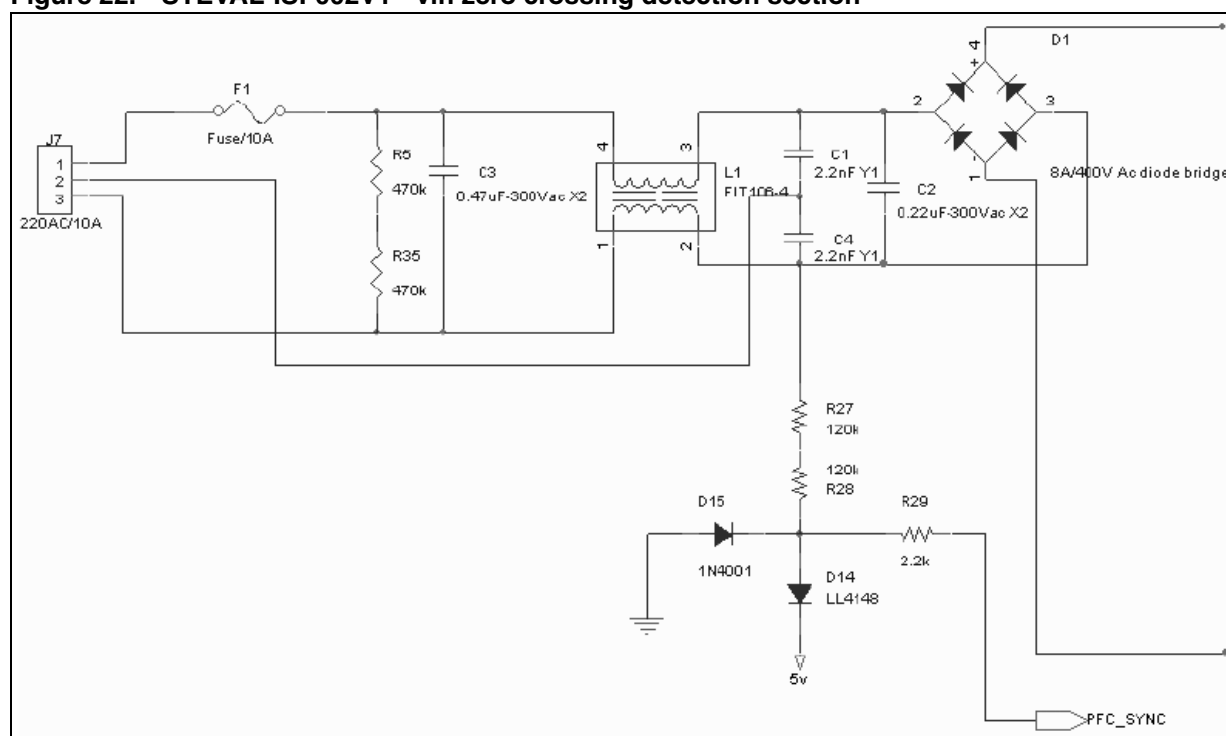 Figure 22. STEVAL-ISF002V1 - Vin zero crossing detection section
D1
4
+
2
3
-
1
8A/400V Ac diode bridge
F1
Fuse/10A
J7
1
2
3
220AC/10A
R5
470k
R35
470k
C3
0.47uF-300Vac X2
4
3
L1
FIT106-4
1
2
C1
2.2nF Y1
C4
2.2nF Y1
C2
0.22uF-300Vac X2
R27
120k
120k
R28
D15
1N4001
R29
2.2k
D14
LL4148
5v
PFC_SYNC